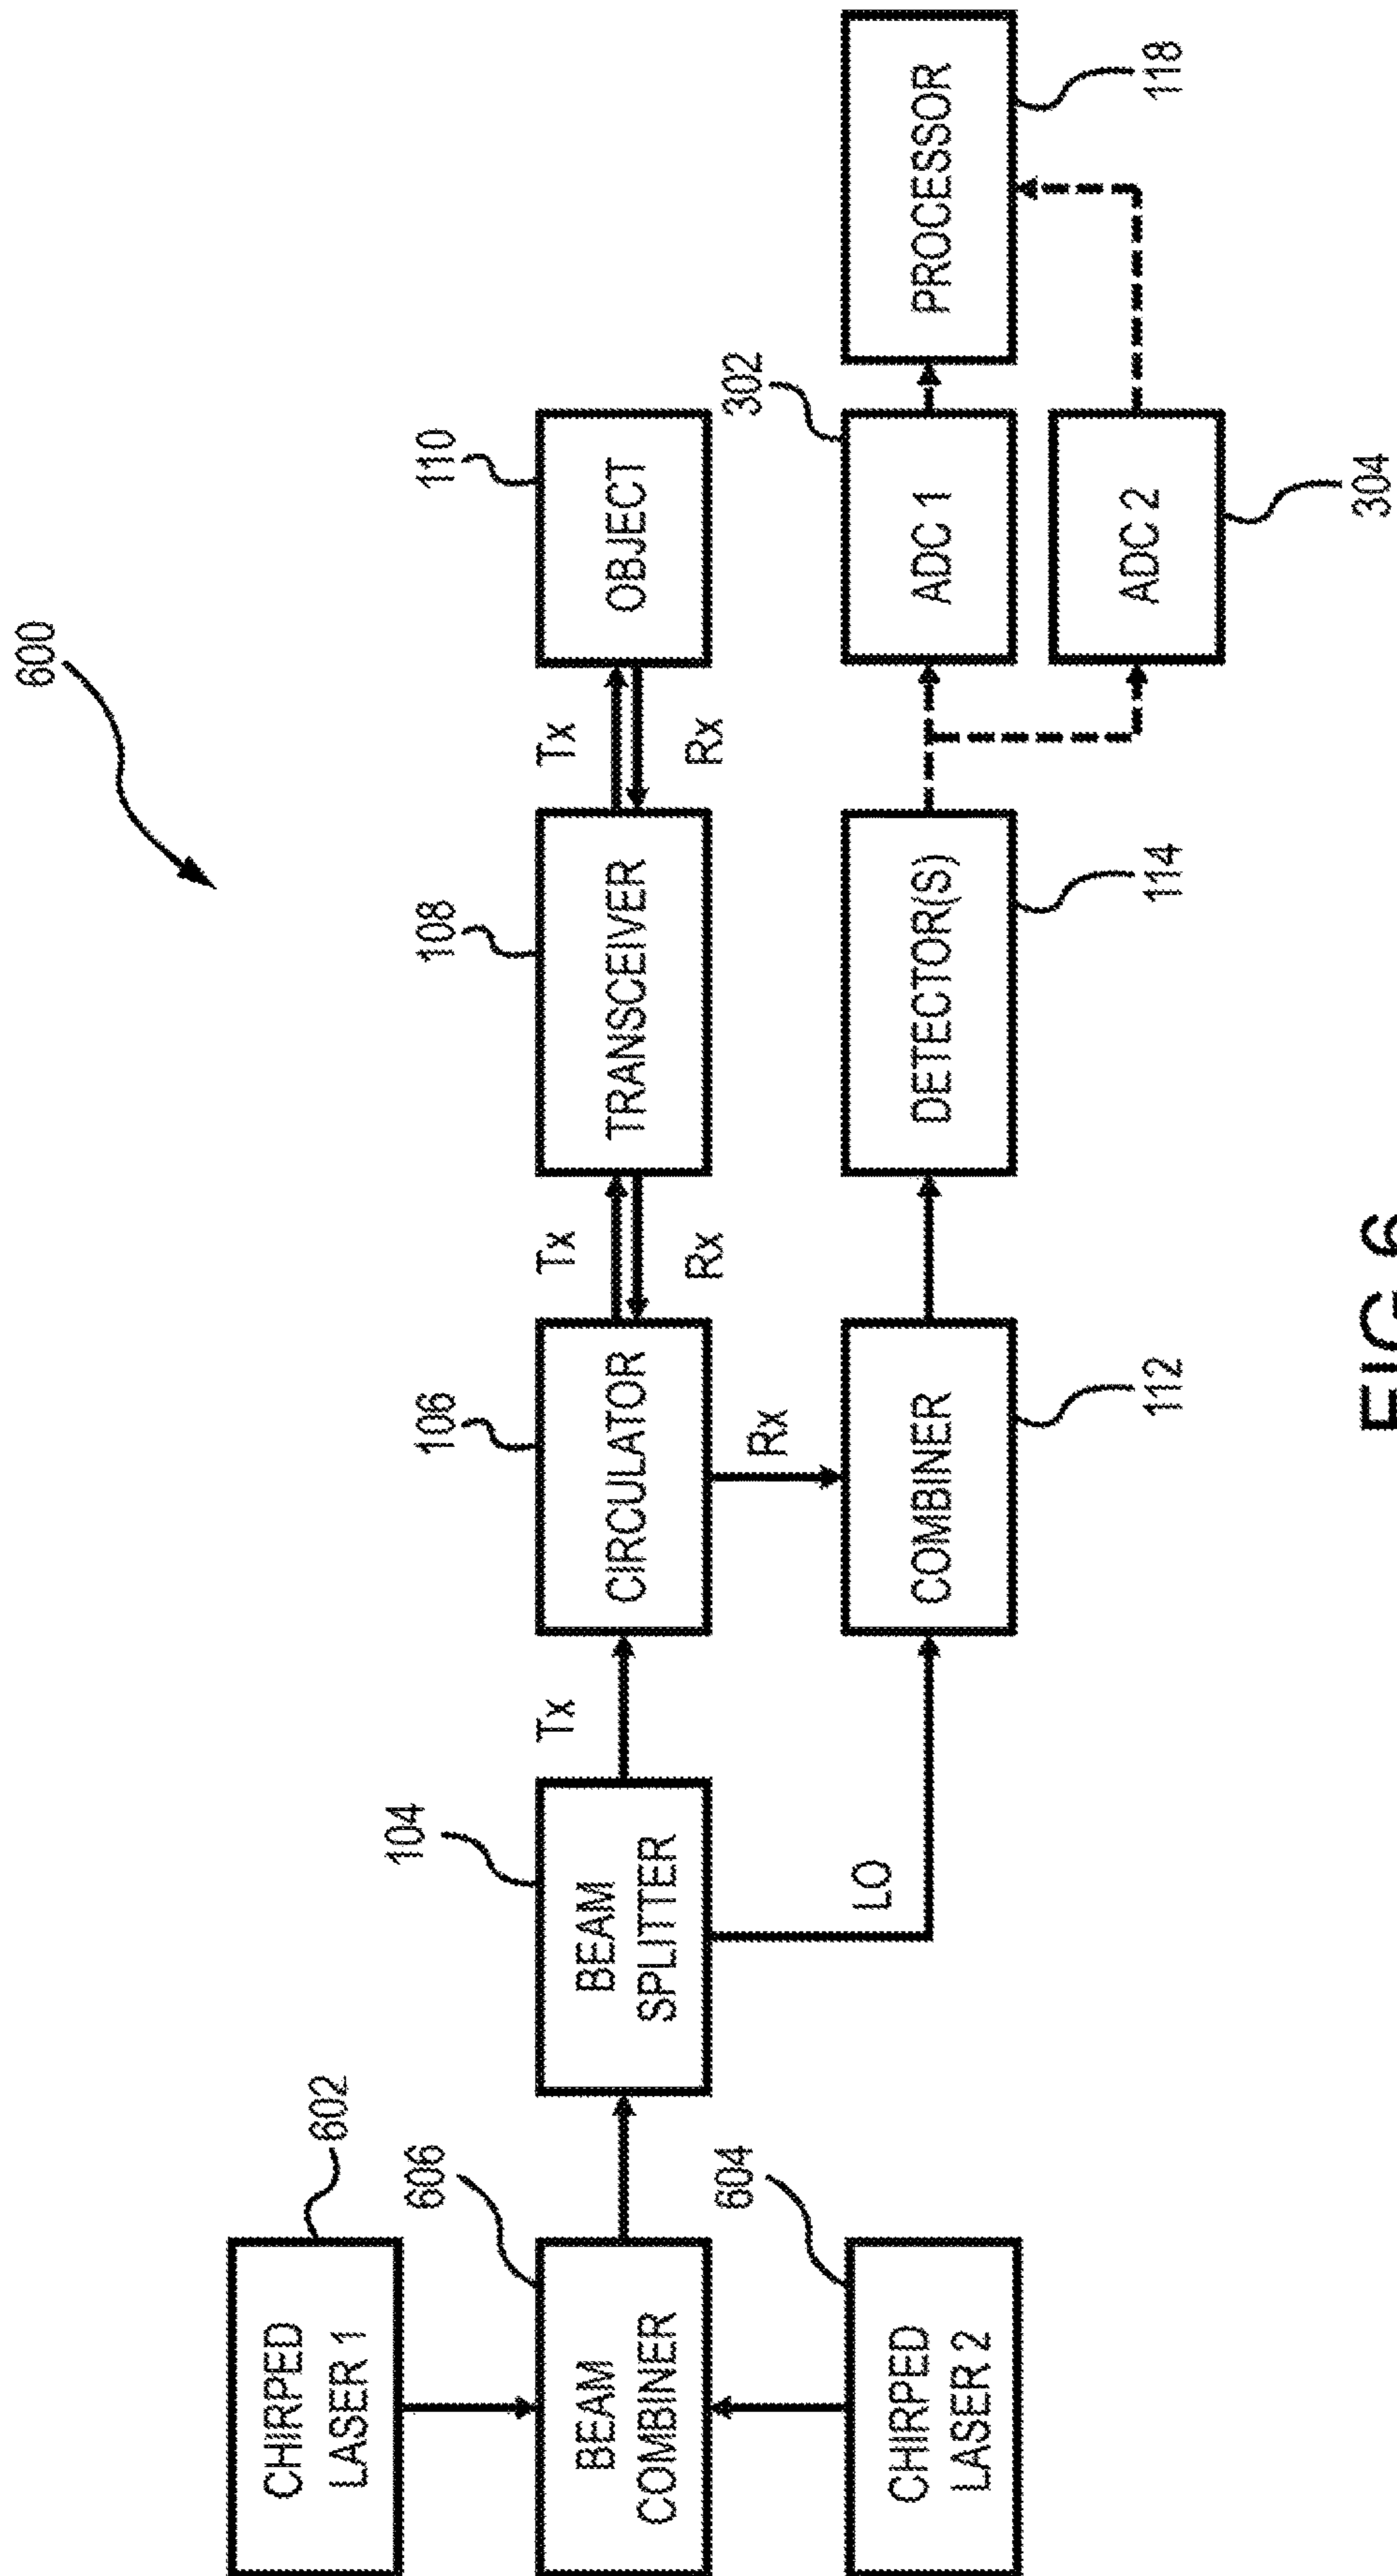 600
602
CHIRPED
LASER 1
606
BEAM
COMBINER
604
CHIRPED
LASER 2
104
BEAM
SPLITTER
Tx
LO
106
CIRCULATOR
Rx
COMBINER
112
Tx
Rx
108
TRANSCEIVER
DETECTOR(S)
114
Tx
Rx
110
OBJECT
302
ADC 1
ADC 2
304
PROCESSOR
118
FIG. 6